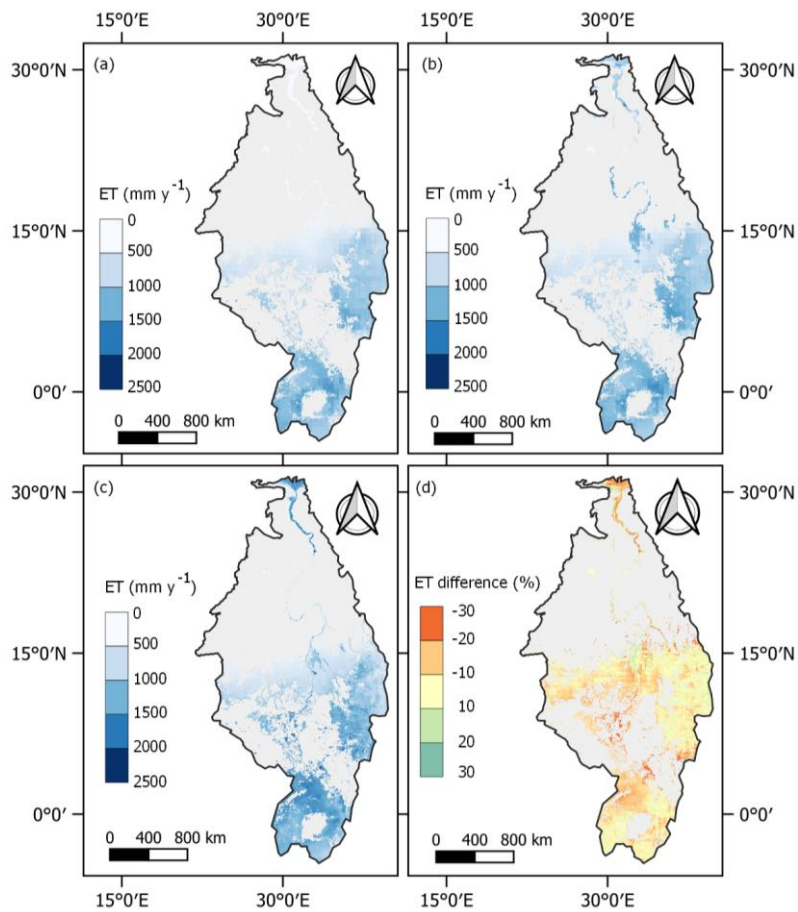 15°0′E 30°0′E 15°0′E 30°0′E
30°0′N (a) (b) 30°0′N
ET (mm y -1) ET (mm y -1)
0 0
15°0′N 15°0′N
500 500
1000 1000
1500 1500
2000 2000
2500 2500
0°0′ 0°0′
0 400 800 km 0 400 800 km
30°0′N (c) (d) 30°0′N
ET (mm y -1) ET difference (%)
0 -30
500 -20
15°0′N 15°0′N
1000 -10
1500 10
2000 20
2500 30
0°0′ 0°0′
0 400 800 km 0 400 800 km
15°0′E 30°0′E 15°0′E 30°0′E